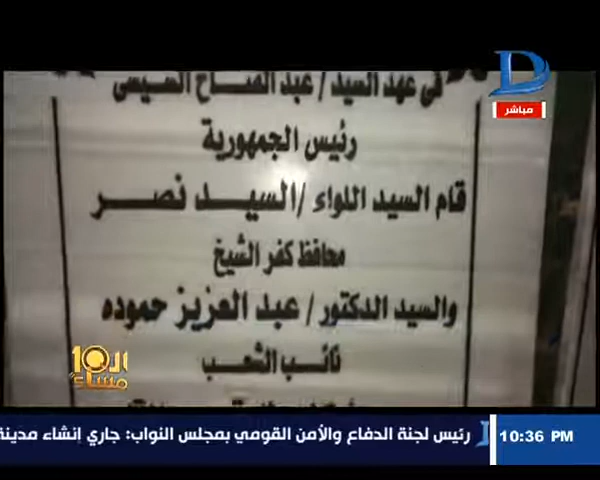 فى عهد السيد / عبد الفتاح السيسى
رئيس الجمهورية
قام السيد اللواء / السيد نصر
محافظ كفر الشيخ
والسيد الدكتور / عبد العزيز حموده
نائب الشعب
مباشر
الـ10
مساءً
رئيس لجنة الدفاع والأمن القومي بمجلس النواب: جاري إنشاء مدينة
10:36 PM